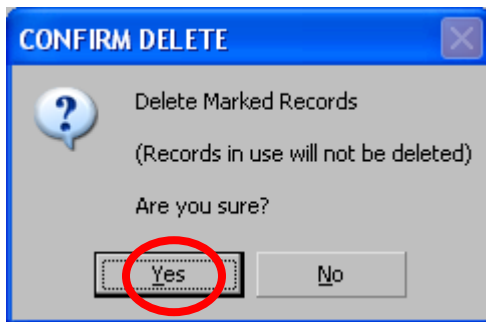 CONFIRM DELETE
Delete Marked Records
(Records in use will not be deleted)
Are you sure?
Yes
No